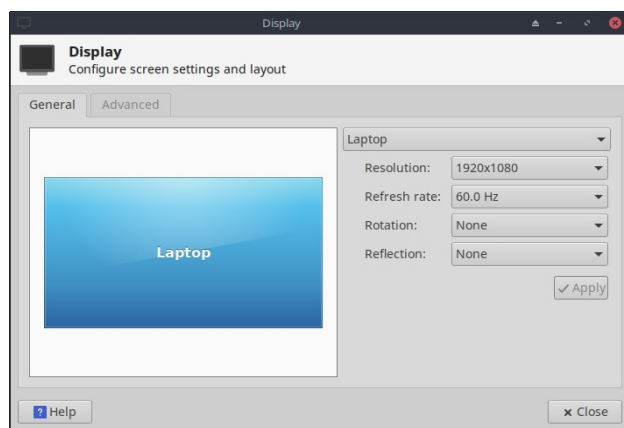 Display
Display
Configure screen settings and layout
General
Advanced
Laptop
Laptop
Resolution:
1920x1080
Refresh rate:
60.0 Hz
Rotation:
None
Reflection:
None
Apply
? Help
Close